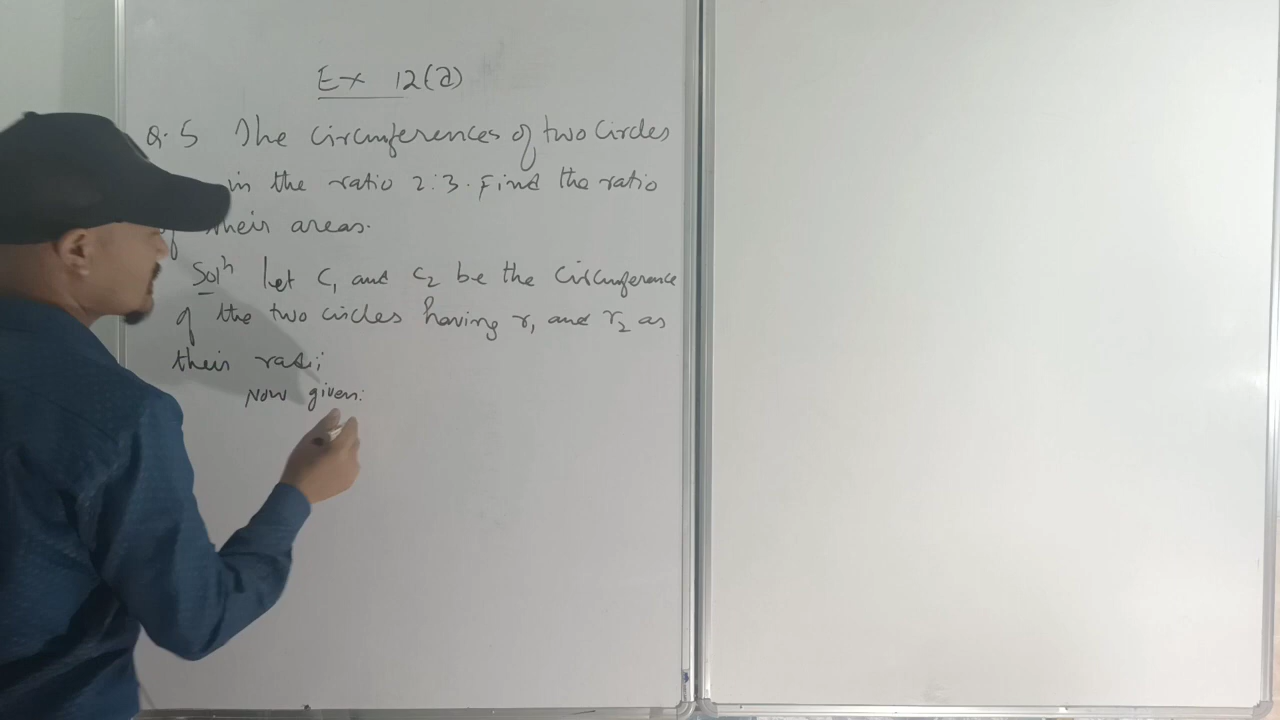 Ex 12(a)
Q.5 The circumferences of two circles
in the ratio 2:3. Find the ratio
of their areas.
Solⁿ Let C₁ and C₂ be the circumference
of the two circles having r₁ and r₂ as
their radii
Now given: